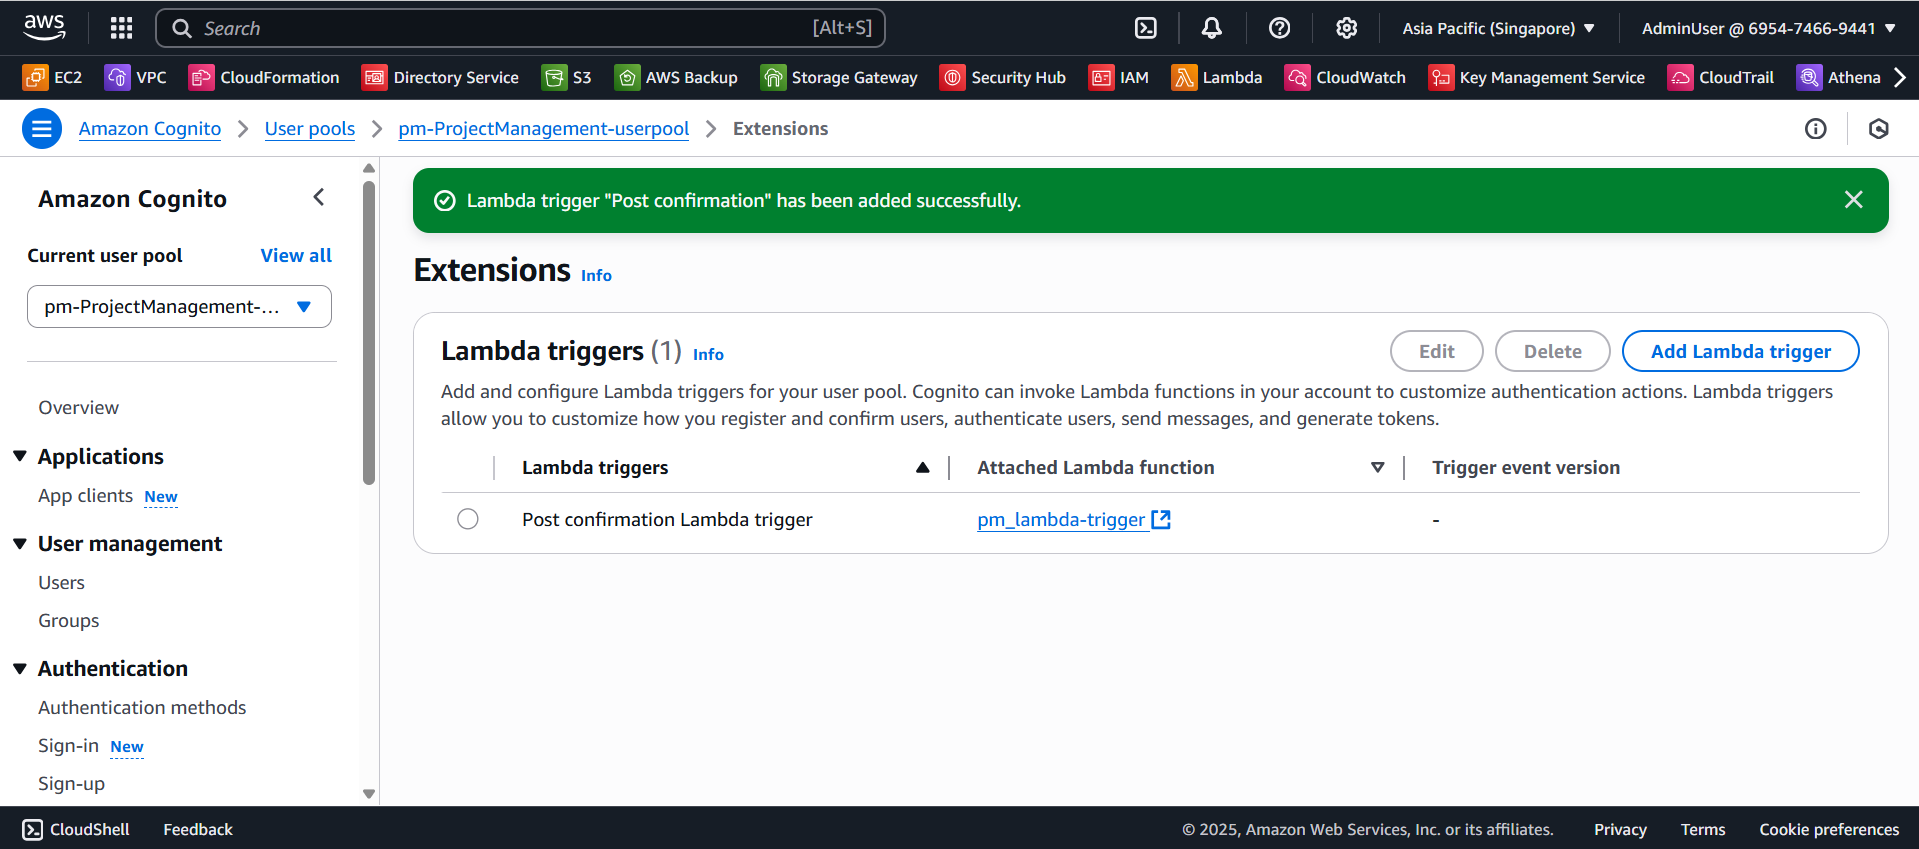 aws
Search [Alt+S]
Asia Pacific (Singapore)
AdminUser @ 6954-7466-9441
EC2 VPC CloudFormation Directory Service S3 AWS Backup Storage Gateway Security Hub IAM Lambda CloudWatch Key Management Service CloudTrail Athena
Amazon Cognito > User pools > pm-ProjectManagement-userpool > Extensions
Amazon Cognito
Current user pool View all
pm-ProjectManagement-...
Overview
Applications
App clients New
User management
Users
Groups
Authentication
Authentication methods
Sign-in New
Sign-up
Lambda trigger "Post confirmation" has been added successfully.
Extensions Info
Lambda triggers (1) Info
Edit Delete Add Lambda trigger
Add and configure Lambda triggers for your user pool. Cognito can invoke Lambda functions in your account to customize authentication actions. Lambda triggers
allow you to customize how you register and confirm users, authenticate users, send messages, and generate tokens.
Lambda triggers Attached Lambda function Trigger event version
Post confirmation Lambda trigger pm_lambda-trigger -
CloudShell Feedback © 2025, Amazon Web Services, Inc. or its affiliates. Privacy Terms Cookie preferences